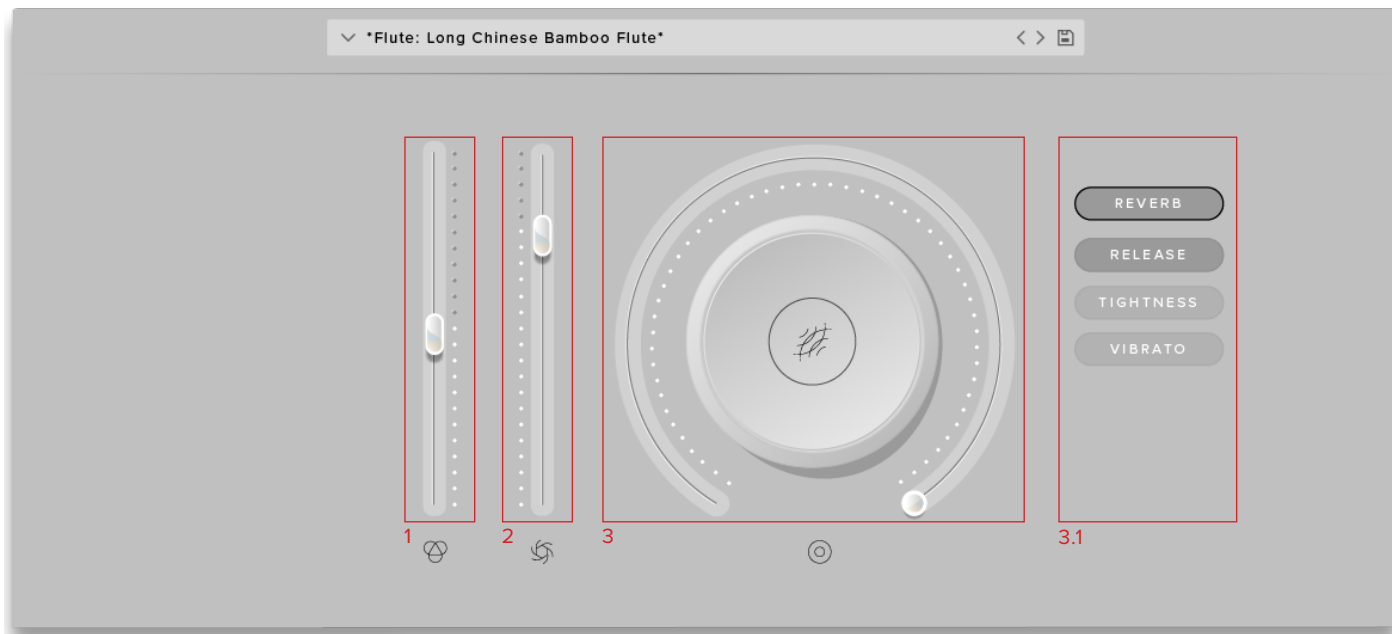 *Flute: Long Chinese Bamboo Flute*
REVERB
RELEASE
TIGHTNESS
VIBRATO
1
2
3
3.1